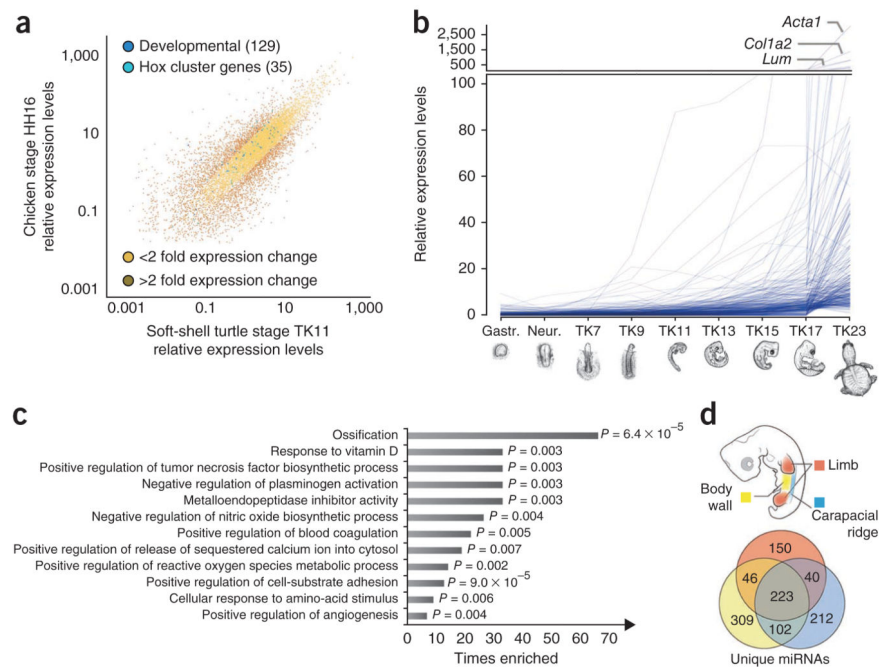 a
Chicken stage HH16
relative expression levels
1,000
10
0.1
0.001
Developmental (129)
Hox cluster genes (35)
<2 fold expression change
>2 fold expression change
0.001 0.1 10 1,000
Soft-shell turtle stage TK11
relative expression levels
b
Relative expression levels
2,500
1,500
500
Acta1
Col1a2
Lum
100
80
60
40
20
0
Gastr. Neur. TK7 TK9 TK11 TK13 TK15 TK17 TK23
c
Ossification P = 6.4 × 10⁻⁵
Response to vitamin D P = 0.003
Positive regulation of tumor necrosis factor biosynthetic process P = 0.003
Negative regulation of plasminogen activation P = 0.003
Metalloendopeptidase inhibitor activity P = 0.003
Negative regulation of nitric oxide biosynthetic process P = 0.004
Positive regulation of blood coagulation P = 0.005
Positive regulation of release of sequestered calcium ion into cytosol P = 0.007
Positive regulation of reactive oxygen species metabolic process P = 0.002
Positive regulation of cell-substrate adhesion P = 9.0 × 10⁻⁵
Cellular response to amino-acid stimulus P = 0.006
Positive regulation of angiogenesis P = 0.004
0 10 20 30 40 50 60 70
Times enriched
d
Limb
Body
wall
Carapacial
ridge
150
46 40
223
309 102 212
Unique miRNAs